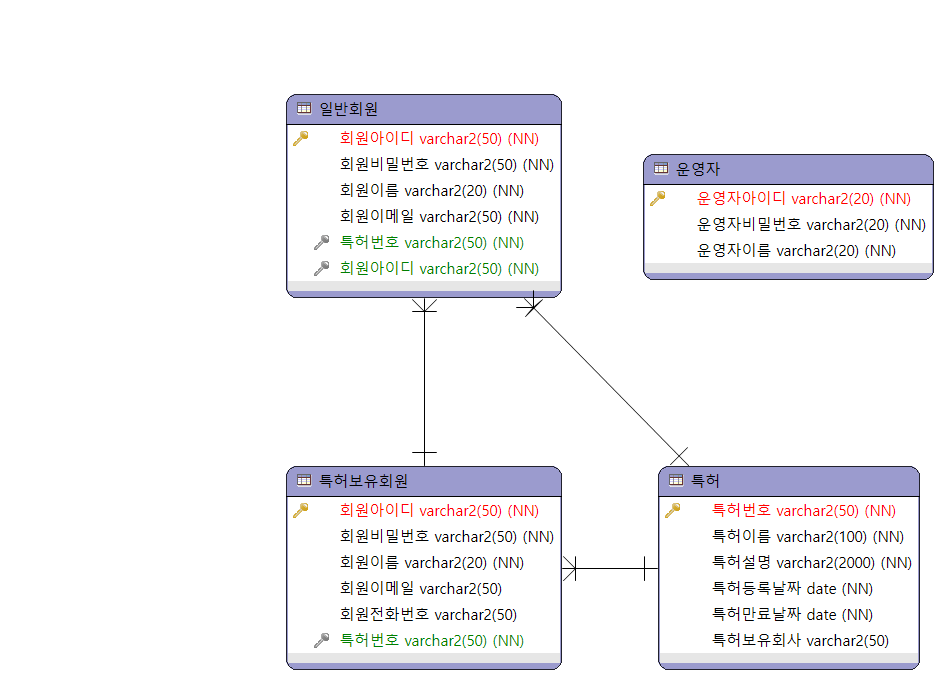 일반회원
회원아이디 varchar2(50) (NN)
회원비밀번호 varchar2(50) (NN)
회원이름 varchar2(20) (NN)
회원이메일 varchar2(50) (NN)
특허번호 varchar2(50) (NN)
회원아이디 varchar2(50) (NN)
운영자
운영자아이디 varchar2(20) (NN)
운영자비밀번호 varchar2(20) (NN)
운영자이름 varchar2(20) (NN)
특허보유회원
회원아이디 varchar2(50) (NN)
회원비밀번호 varchar2(50) (NN)
회원이름 varchar2(20) (NN)
회원이메일 varchar2(50)
회원전화번호 varchar2(50)
특허번호 varchar2(50) (NN)
특허
특허번호 varchar2(50) (NN)
특허이름 varchar2(100) (NN)
특허설명 varchar2(2000) (NN)
특허등록날짜 date (NN)
특허만료날짜 date (NN)
특허보유회사 varchar2(50)